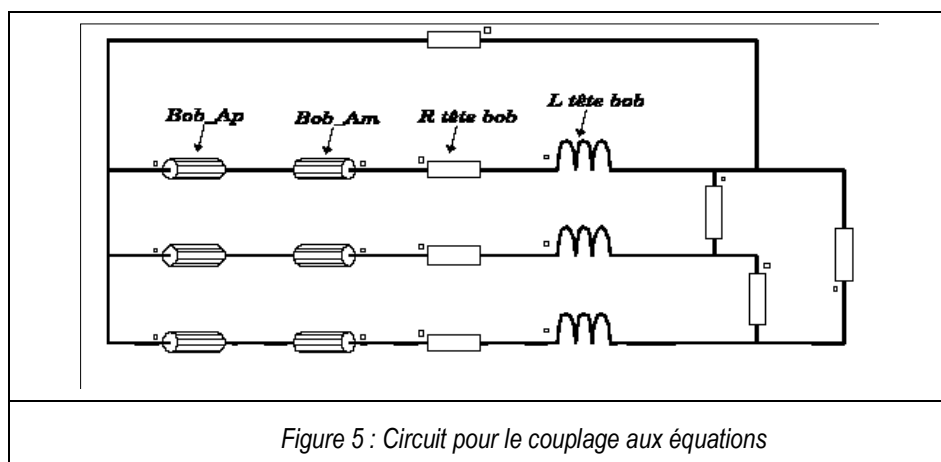 Bob_Ap
Bob_Am
R tête bob
L tête bob
Figure 5 : Circuit pour le couplage aux équations